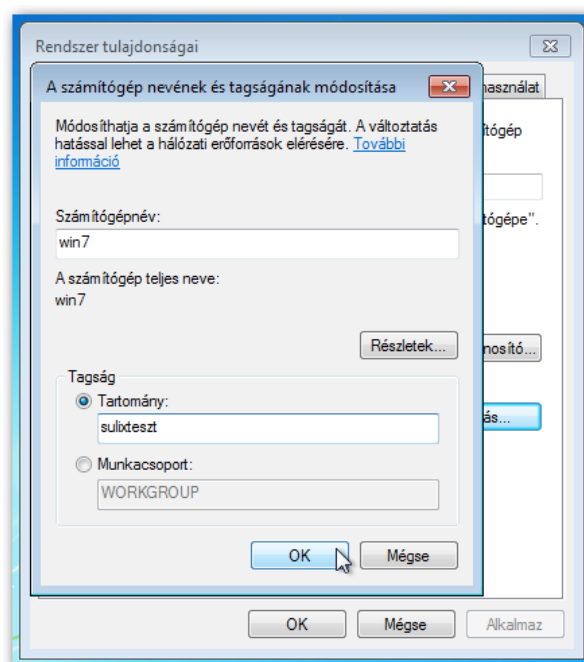 Rendszer tulajdonságai
A számítógép nevének és tagságának módosítása
használat
Módosíthatja a számítógép nevét és tagságát. A változtatás
hatással lehet a hálózati erőforrások elérésére. További
információ
ítógép
Számítógépnév:
tógépe".
win7
A számítógép teljes neve:
win7
Részletek...
nosító...
Tagság
Tartomány:
sulixteszt
ás...
Munkacsoport:
WORKGROUP
OK Mégse
OK Mégse Alkalmaz